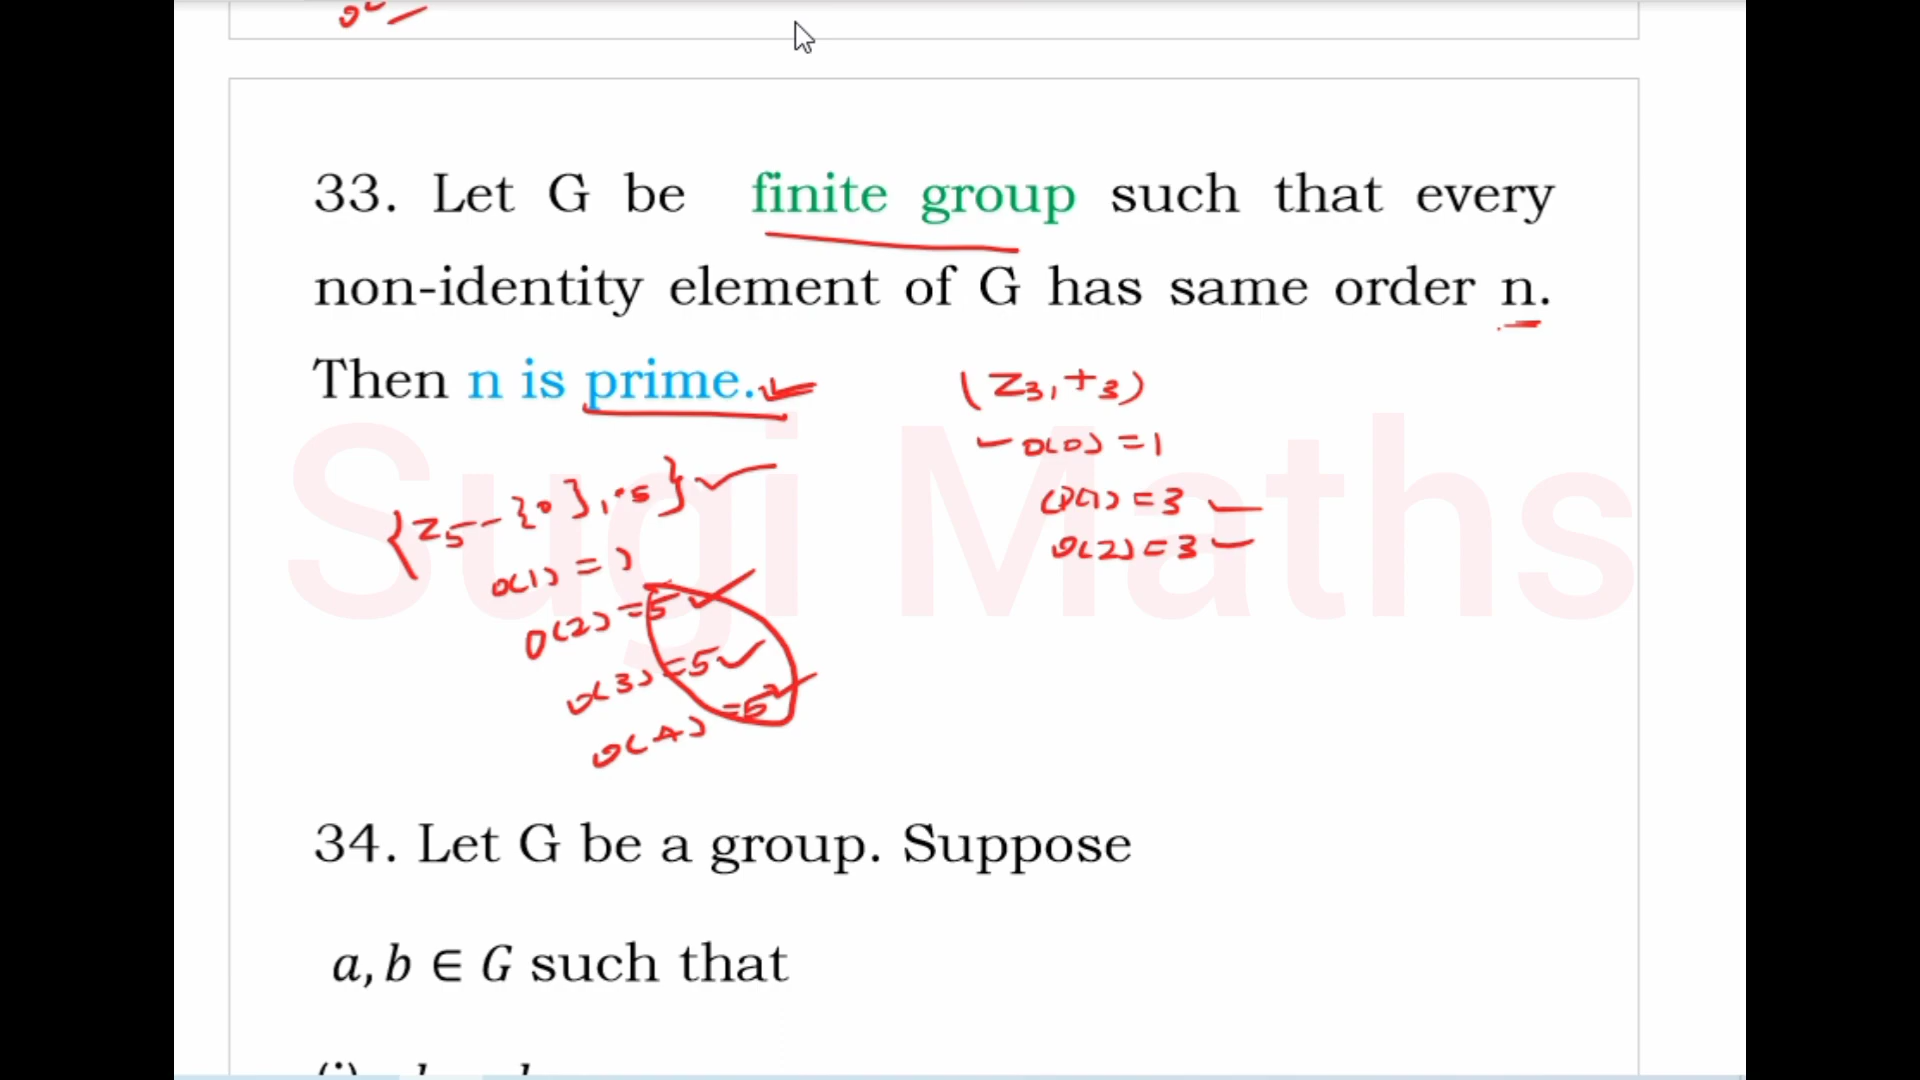 33. Let G be finite group such that every
non-identity element of G has same order n.
Then n is prime.
(Z₃, +₃)
o(0) = 1
o(1) = 3
o(2) = 3
{Z₅ - {0}, ·₅}
o(1) = 1
o(2) = 5
o(3) = 5
o(4) = 5
Sugi Maths
34. Let G be a group. Suppose
a, b ∈ G such that